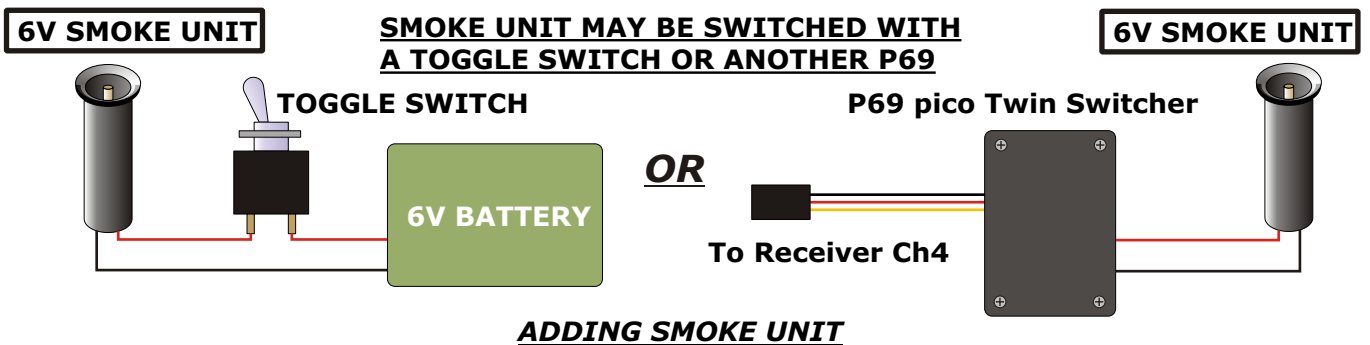 6V SMOKE UNIT
SMOKE UNIT MAY BE SWITCHED WITH
A TOGGLE SWITCH OR ANOTHER P69
6V SMOKE UNIT
TOGGLE SWITCH
P69 pico Twin Switcher
OR
6V BATTERY
To Receiver Ch4
ADDING SMOKE UNIT